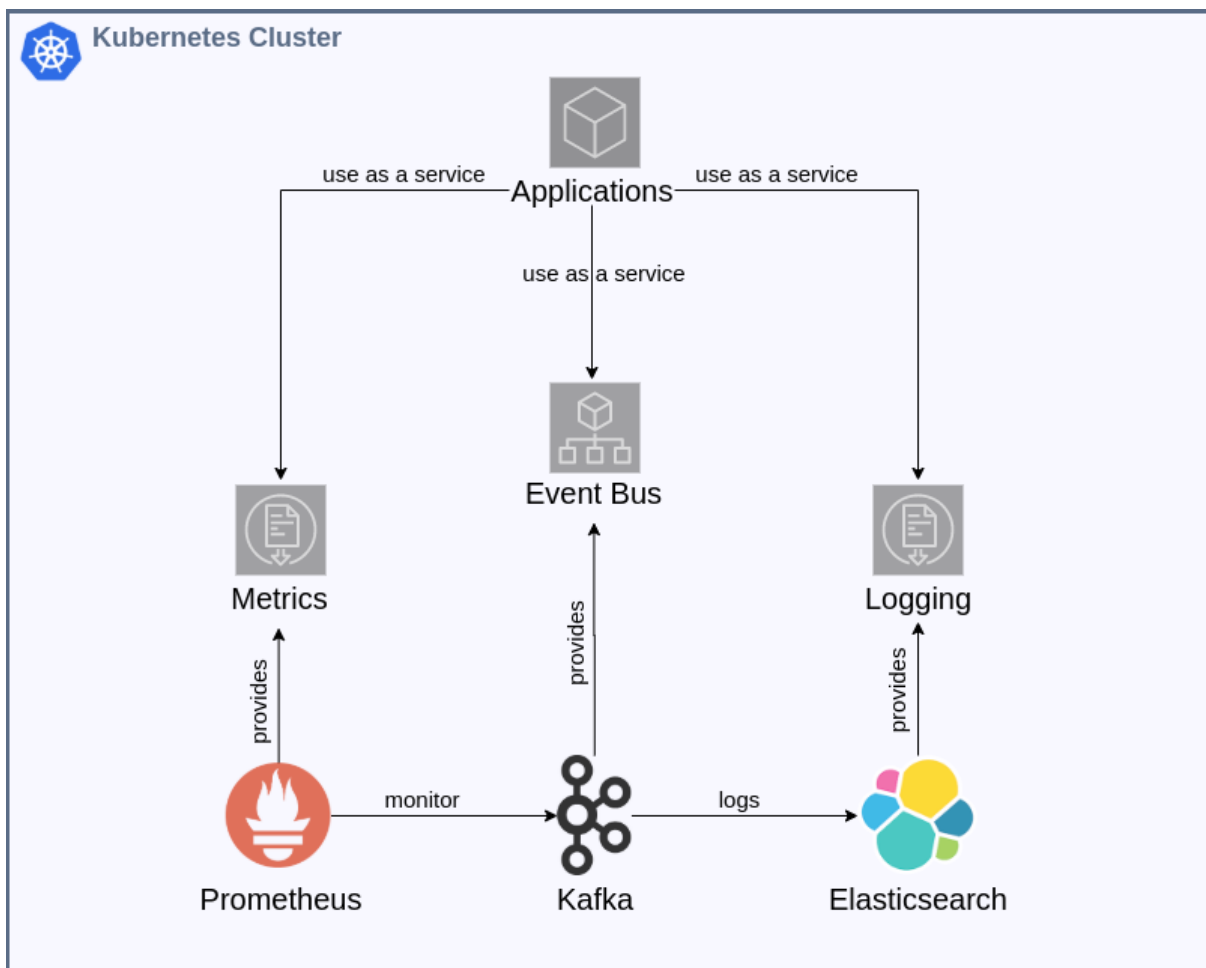 Kubernetes Cluster
use as a service
use as a service
Applications
use as a service
Event Bus
Metrics
Logging
provides
provides
provides
monitor
logs
Prometheus
Kafka
Elasticsearch